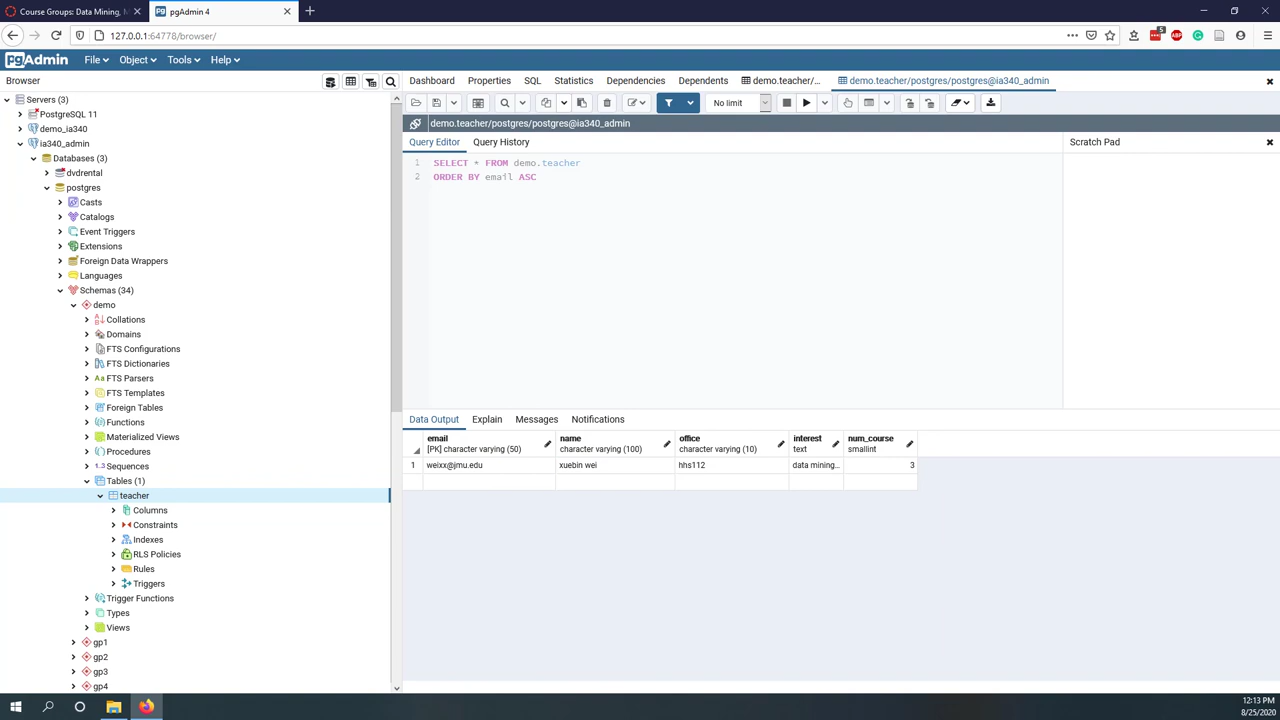 Course Groups: Data Mining, M
pgAdmin 4
127.0.0.1:64778/browser/
pgAdmin
File
Object
Tools
Help
Browser
Dashboard
Properties
SQL
Statistics
Dependencies
Dependents
demo.teacher/...
demo.teacher/postgres/postgres@ia340_admin
No limit
demo.teacher/postgres/postgres@ia340_admin
Query Editor
Query History
Scratch Pad
1 SELECT * FROM demo.teacher
2 ORDER BY email ASC
Servers (3)
PostgreSQL 11
demo_ia340
ia340_admin
Databases (3)
dvdrental
postgres
Casts
Catalogs
Event Triggers
Extensions
Foreign Data Wrappers
Languages
Schemas (34)
demo
Collations
Domains
FTS Configurations
FTS Dictionaries
FTS Parsers
FTS Templates
Foreign Tables
Functions
Materialized Views
Procedures
1..3 Sequences
Tables (1)
teacher
Columns
Constraints
Indexes
RLS Policies
Rules
Triggers
Trigger Functions
Types
Views
gp1
gp2
gp3
gp4
Data Output
Explain
Messages
Notifications
email
[PK] character varying (50)
name
character varying (100)
office
character varying (10)
interest
text
num_course
smallint
1 weixx@jmu.edu xuebin wei hhs112 data mining... 3
12:13 PM
8/25/2020